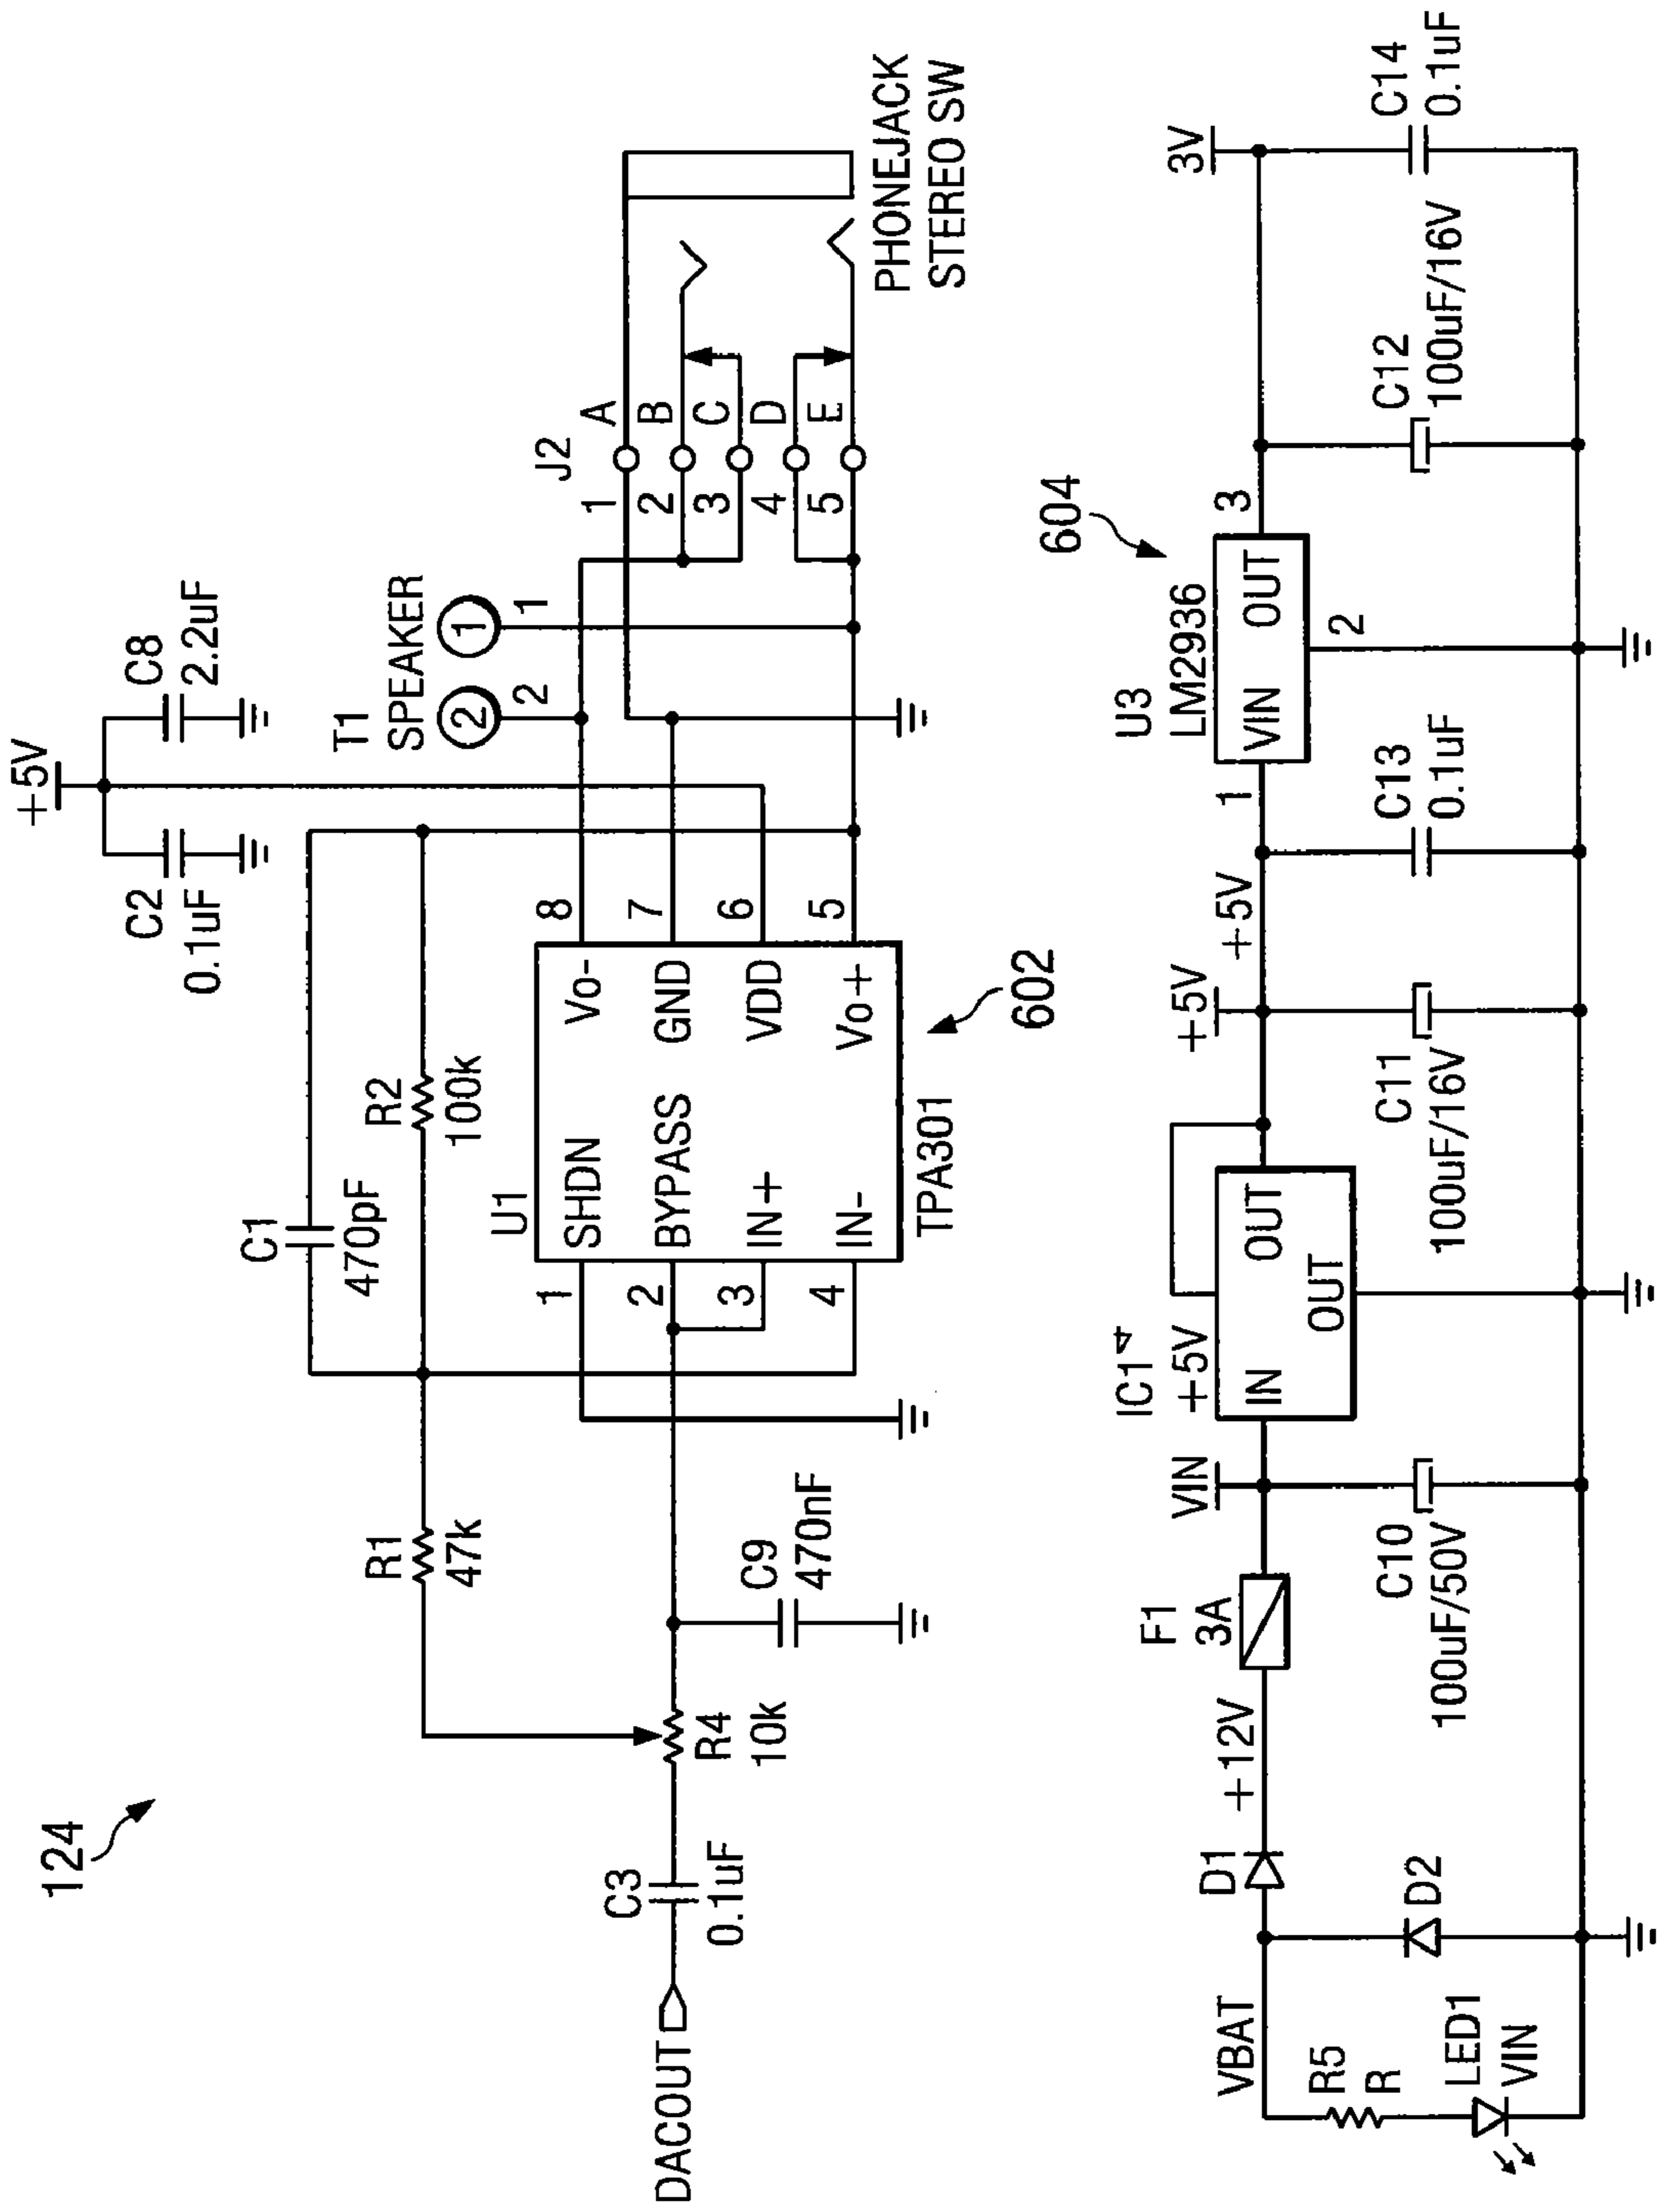 124
+5V
C2
0.1uF
C8
2.2uF
C1
470pF
R1
47k
R2
100k
T1
SPEAKER
2
1
2
1
J2
1
2
3
4
5
A
B
C
D
E
PHONEJACK
STEREO SW
U1
1
2
3
4
SHDN
BYPASS
IN+
IN-
Vo-
GND
VDD
Vo+
8
7
6
5
TPA301
602
DACOUT
C3
0.1uF
R4
10k
C9
470nF
604
VBAT
R5
R
LED1
VIN
D1
D2
+12V
F1
3A
VIN
C10
100uF/50V
IC1
+5V
IN
OUT
OUT
+5V
C11
100uF/16V
+5V
C13
0.1uF
U3
LM2936
1
VIN
OUT
3
2
C12
100uF/16V
3V
C14
0.1uF